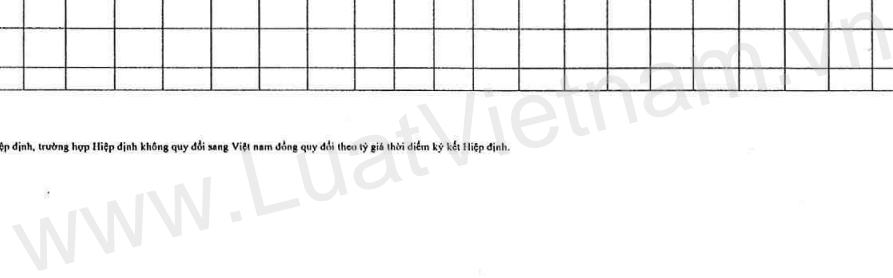 ệp định, trường hợp Hiệp định không quy đổi sang Việt nam đồng quy đổi theo tỷ giá thời điểm ký kết Hiệp định.
www.LuatVietnam.vn